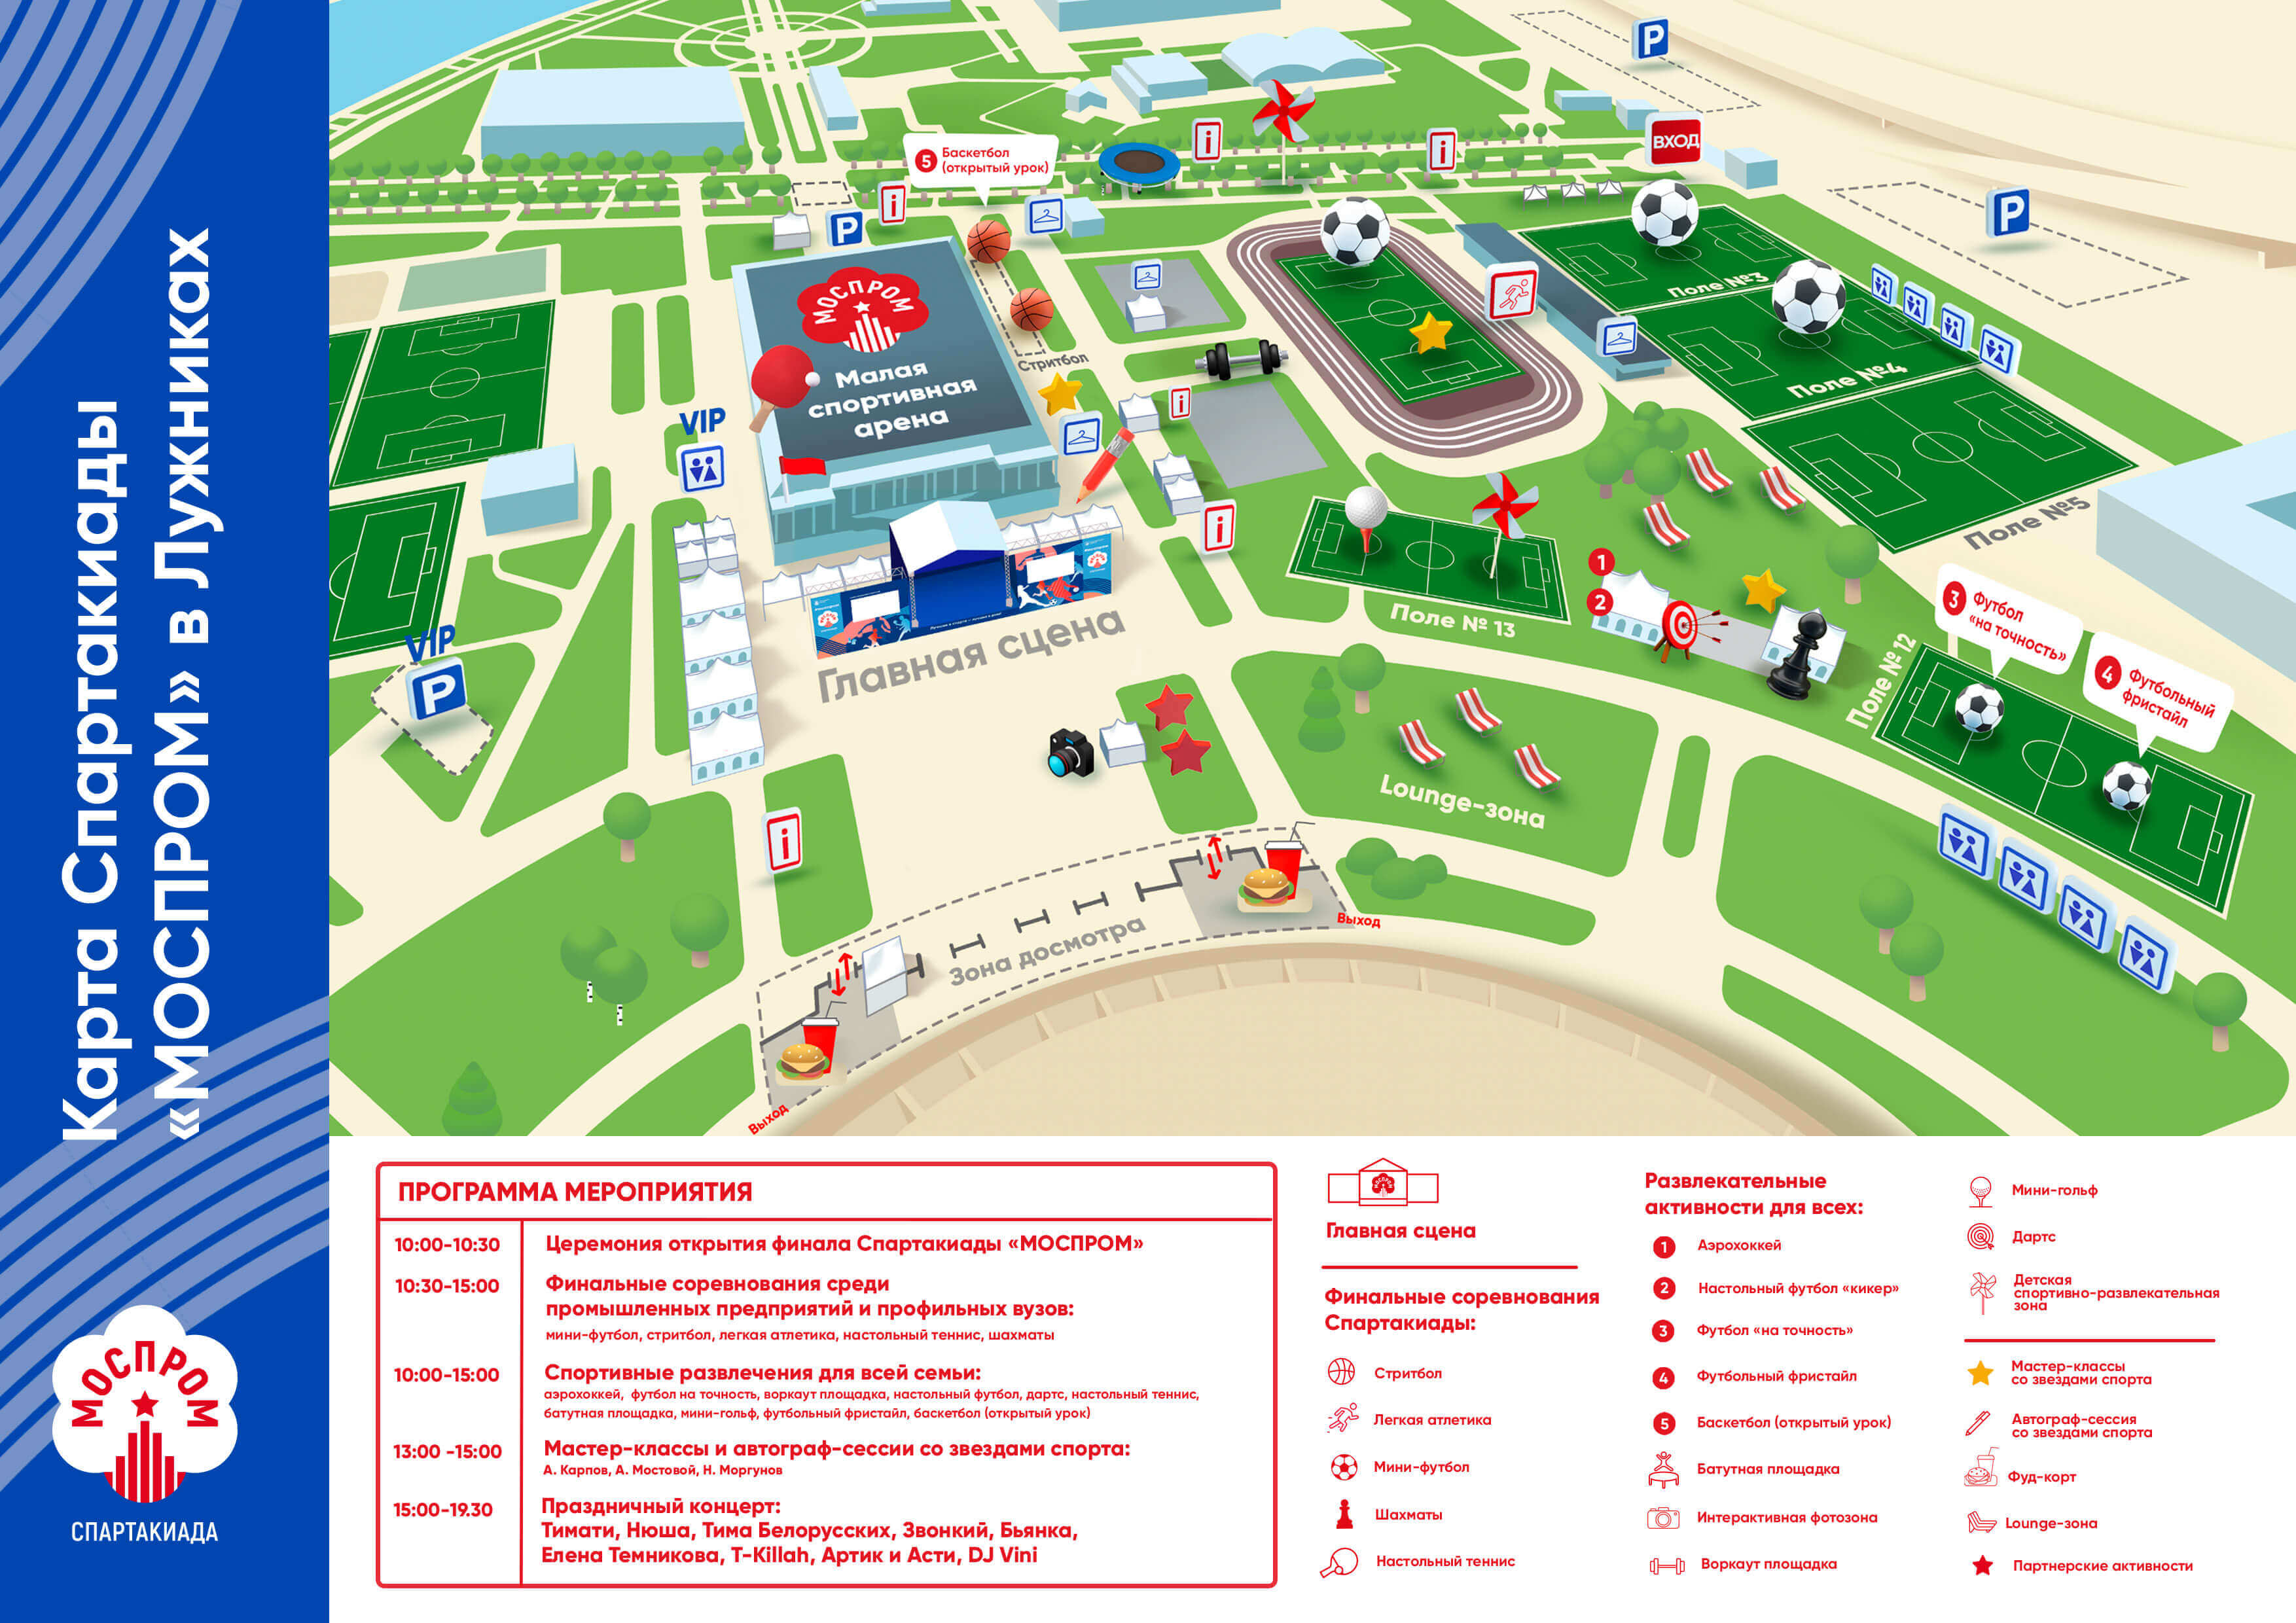 Карта Спартакиады
«МОСПРОМ» в Лужниках
МОСПРОМ
СПАРТАКИАДА
P
ВХОД
P
5 Баскетбол
(открытый урок)
i
i
i
P
МОСПРОМ
Малая
спортивная
арена
Стритбол
Поле №3
Поле №4
Поле №5
VIP
i
i
1
2
Поле № 13
Главная сцена
VIP
P
Поле № 12
3 Футбол
«на точность»
4 Футбольный
фристайл
Lounge-зона
i
Зона досмотра
Выход
Выход
ПРОГРАММА МЕРОПРИЯТИЯ
10:00-10:30 Церемония открытия финала Спартакиады «МОСПРОМ»
10:30-15:00 Финальные соревнования среди
промышленных предприятий и профильных вузов:
мини-футбол, стритбол, легкая атлетика, настольный теннис, шахматы
10:00-15:00 Спортивные развлечения для всей семьи:
аэрохоккей, футбол на точность, воркаут площадка, настольный футбол, дартс, настольный теннис,
батутная площадка, мини-гольф, футбольный фристайл, баскетбол (открытый урок)
13:00 -15:00 Мастер-классы и автограф-сессии со звездами спорта:
А. Карпов, А. Мостовой, Н. Моргунов
15:00-19.30 Праздничный концерт:
Тимати, Нюша, Тима Белорусских, Звонкий, Бьянка,
Елена Темникова, T-Killah, Артик и Асти, DJ Vini
МОСПРОМ
Главная сцена
Финальные соревнования
Спартакиады:
Стритбол
Легкая атлетика
Мини-футбол
Шахматы
Настольный теннис
Развлекательные
активности для всех:
1 Аэрохоккей
2 Настольный футбол «кикер»
3 Футбол «на точность»
4 Футбольный фристайл
5 Баскетбол (открытый урок)
Батутная площадка
Интерактивная фотозона
Воркаут площадка
Мини-гольф
Дартс
Детская
спортивно-развлекательная
зона
Мастер-классы
со звездами спорта
Автограф-сессия
со звездами спорта
Фуд-корт
Lounge-зона
Партнерские активности